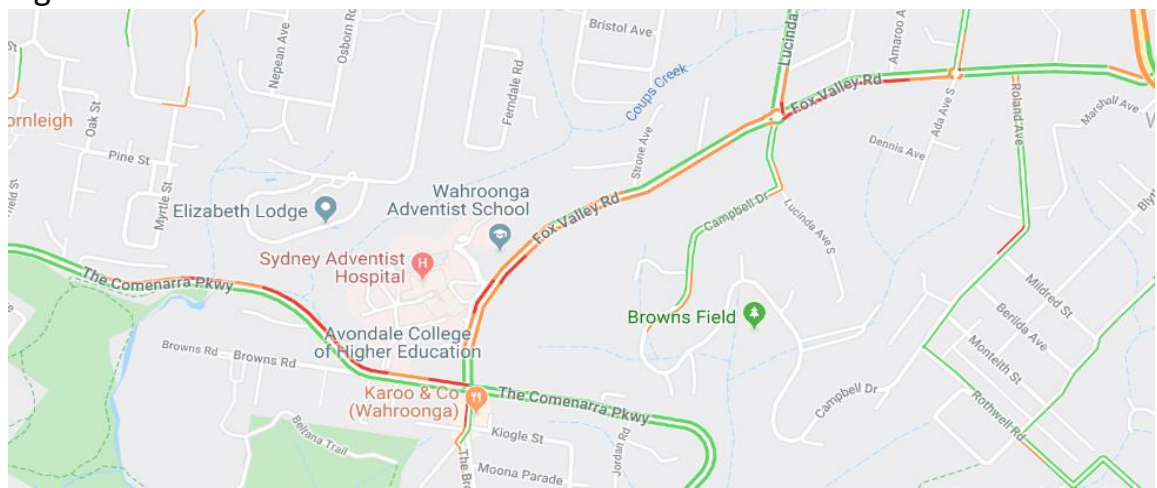 Bristol Ave
Osborn Rd
Nepean Ave
Ferndale Rd
Coups Creek
Lucinda
Amaroo A
Fox Valley Rd
Oak St
ornleigh
Pine St
Myrtle St
Strone Ave
Ada Ave S
Dennis Ave
Roland Ave
Marshall Ave
W
Elizabeth Lodge
Wahroonga
Adventist School
Fox Valley Rd
Campbell Dr
Lucinda Ave S
Sydney Adventist
Hospital
H
The Comenarra Pkwy
Browns Field
Mildred St
Berilda Ave
Monteith St
Avondale College
of Higher Education
Browns Rd
Browns Rd
Karoo & Co
(Wahroonga)
The Comenarra Pkwy
Campbell Dr
Rothwell Rd
Beltana Trail
Kiogle St
Jordan Rd
Moona Parade
The Br